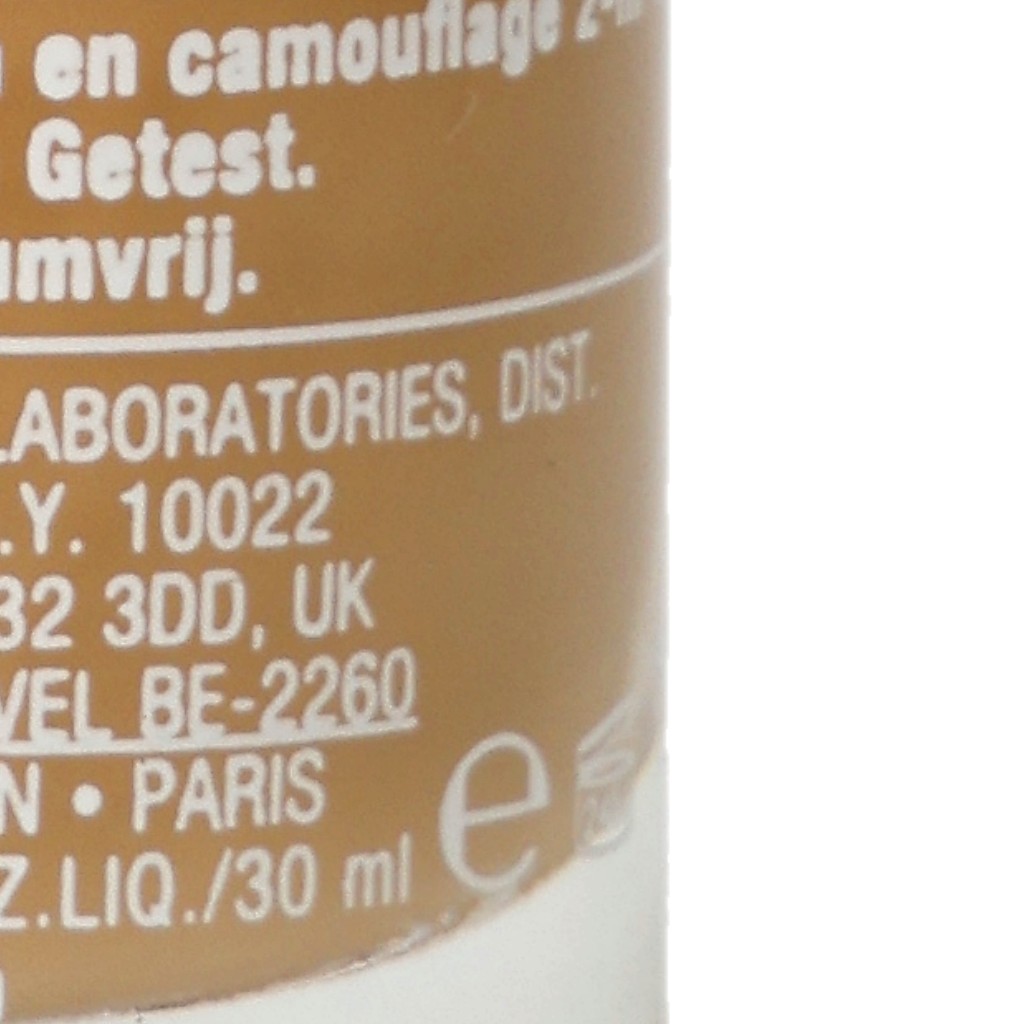 en camouflage
Getest.
umvrij.
LABORATORIES, DIST.
.Y. 10022
32 3DD, UK
VEL BE-2260
N • PARIS
Z.LIQ./30 ml e